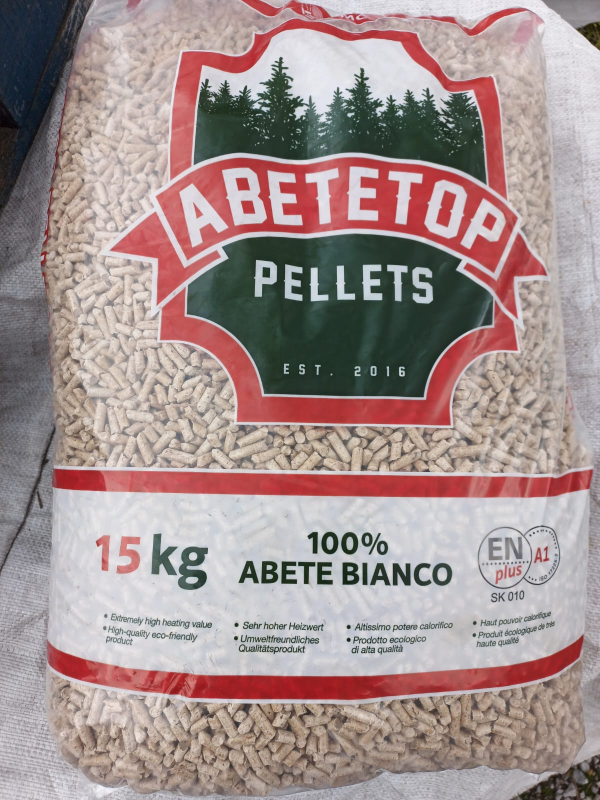 ABETETOP
PELLETS
EST. 2016
15 kg
100%
ABETE BIANCO
EN
plus
A1
SK 010
• Extremely high heating value
• High-quality eco-friendly
product
• Sehr hoher Heizwert
• Umweltfreundliches
Qualitätsprodukt
• Altissimo potere calorifico
• Prodotto ecologico
di alta qualità
• Haut pouvoir calorifique
• Produit écologique de très
haute qualité